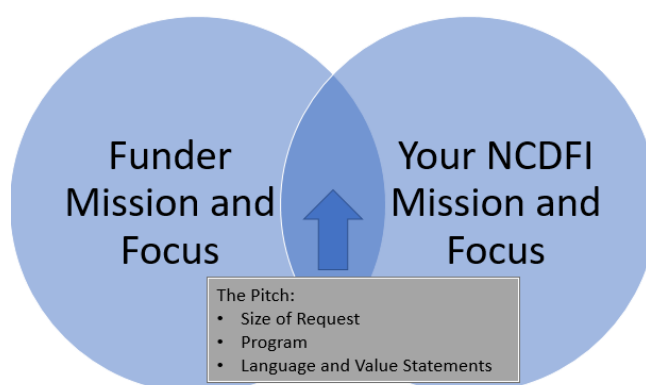 Funder
Mission and
Focus
Your NCDFI
Mission and
Focus
The Pitch:
• Size of Request
• Program
• Language and Value Statements